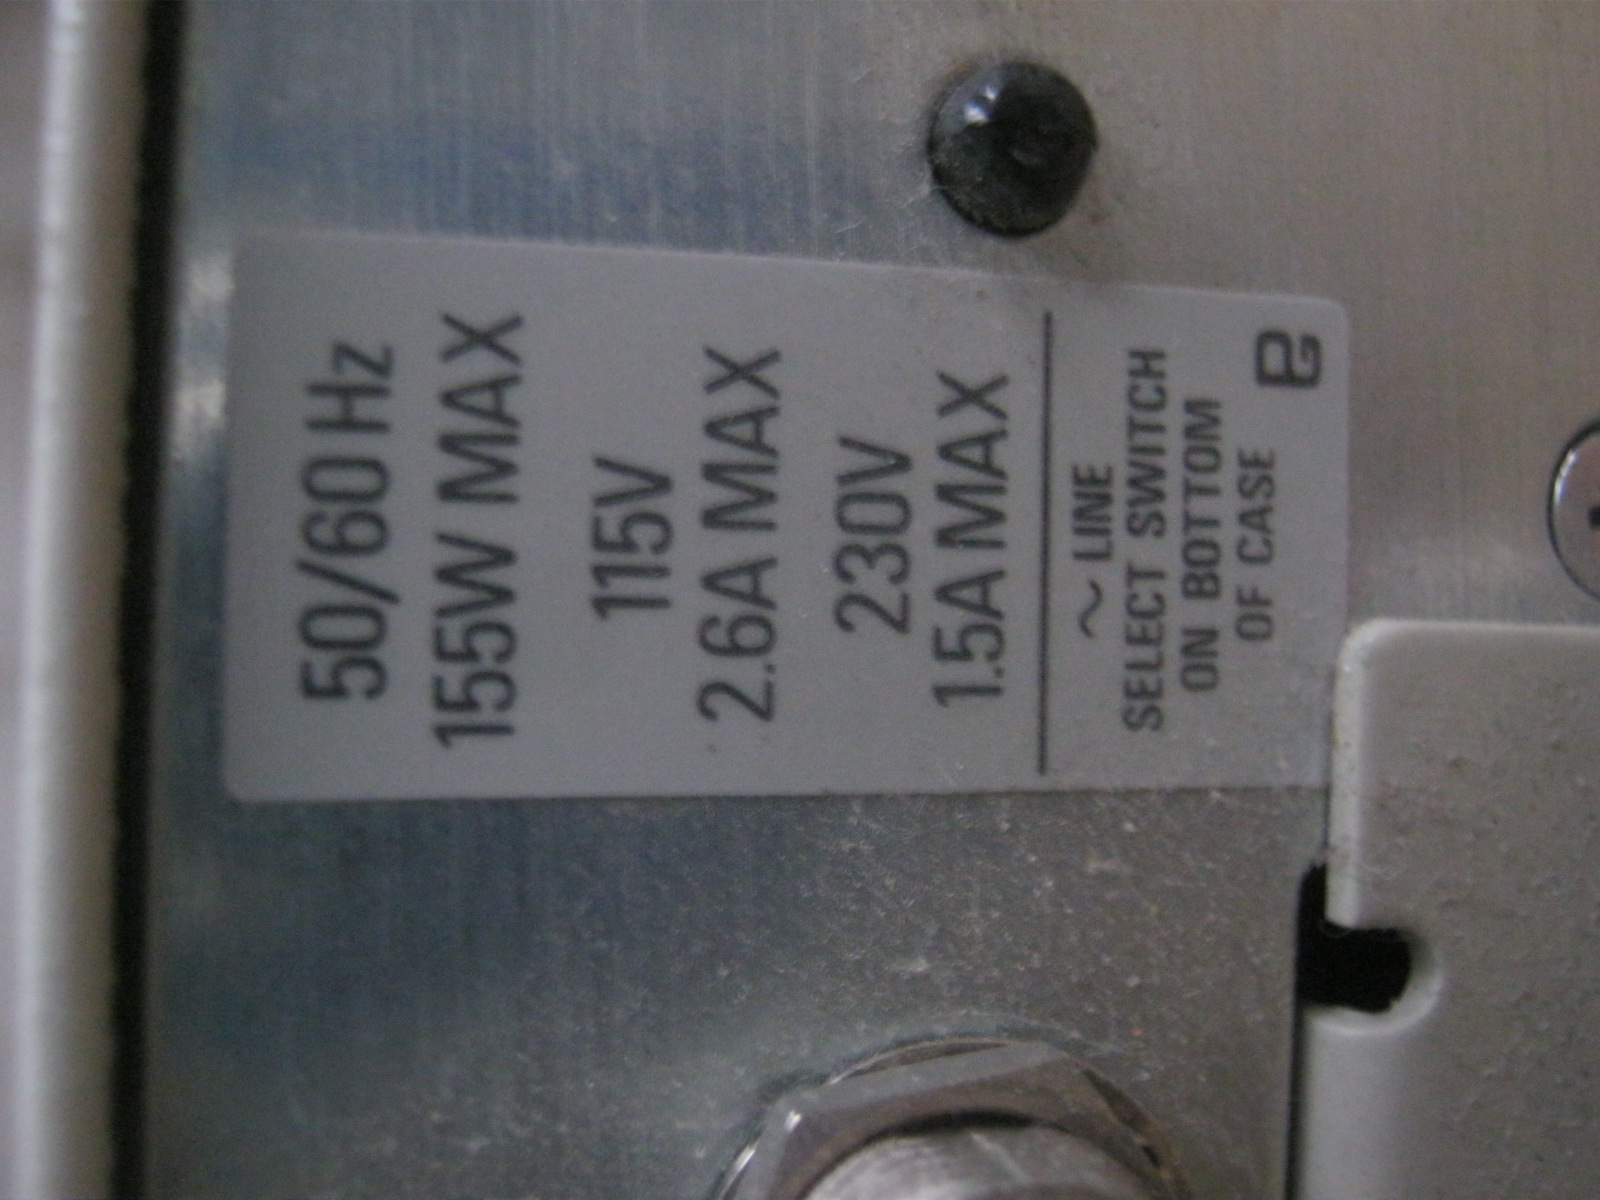 50/60 Hz
155W MAX
115V
2.6A MAX
230V
1.5A MAX
~ LINE
SELECT SWITCH
ON BOTTOM
OF CASE